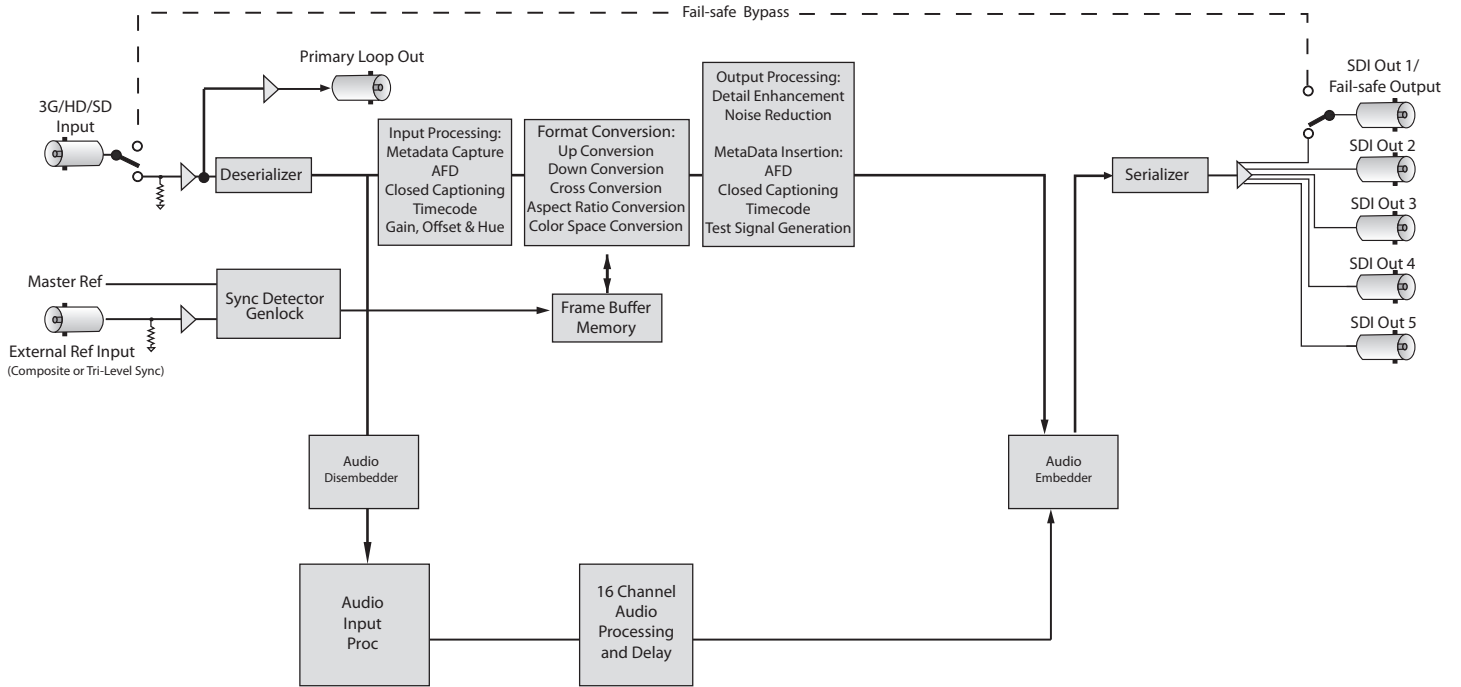 Fail-safe Bypass
Primary Loop Out
3G/HD/SD
Input
Deserializer
Input Processing:
Metadata Capture
AFD
Closed Captioning
Timecode
Gain, Offset & Hue
Format Conversion:
Up Conversion
Down Conversion
Cross Conversion
Aspect Ratio Conversion
Color Space Conversion
Output Processing:
Detail Enhancement
Noise Reduction
MetaData Insertion:
AFD
Closed Captioning
Timecode
Test Signal Generation
Serializer
SDI Out 1/
Fail-safe Output
SDI Out 2
SDI Out 3
SDI Out 4
SDI Out 5
Master Ref
Sync Detector
Genlock
External Ref Input
(Composite or Tri-Level Sync)
Frame Buffer
Memory
Audio
Disembedder
Audio
Embedder
Audio
Input
Proc
16 Channel
Audio
Processing
and Delay